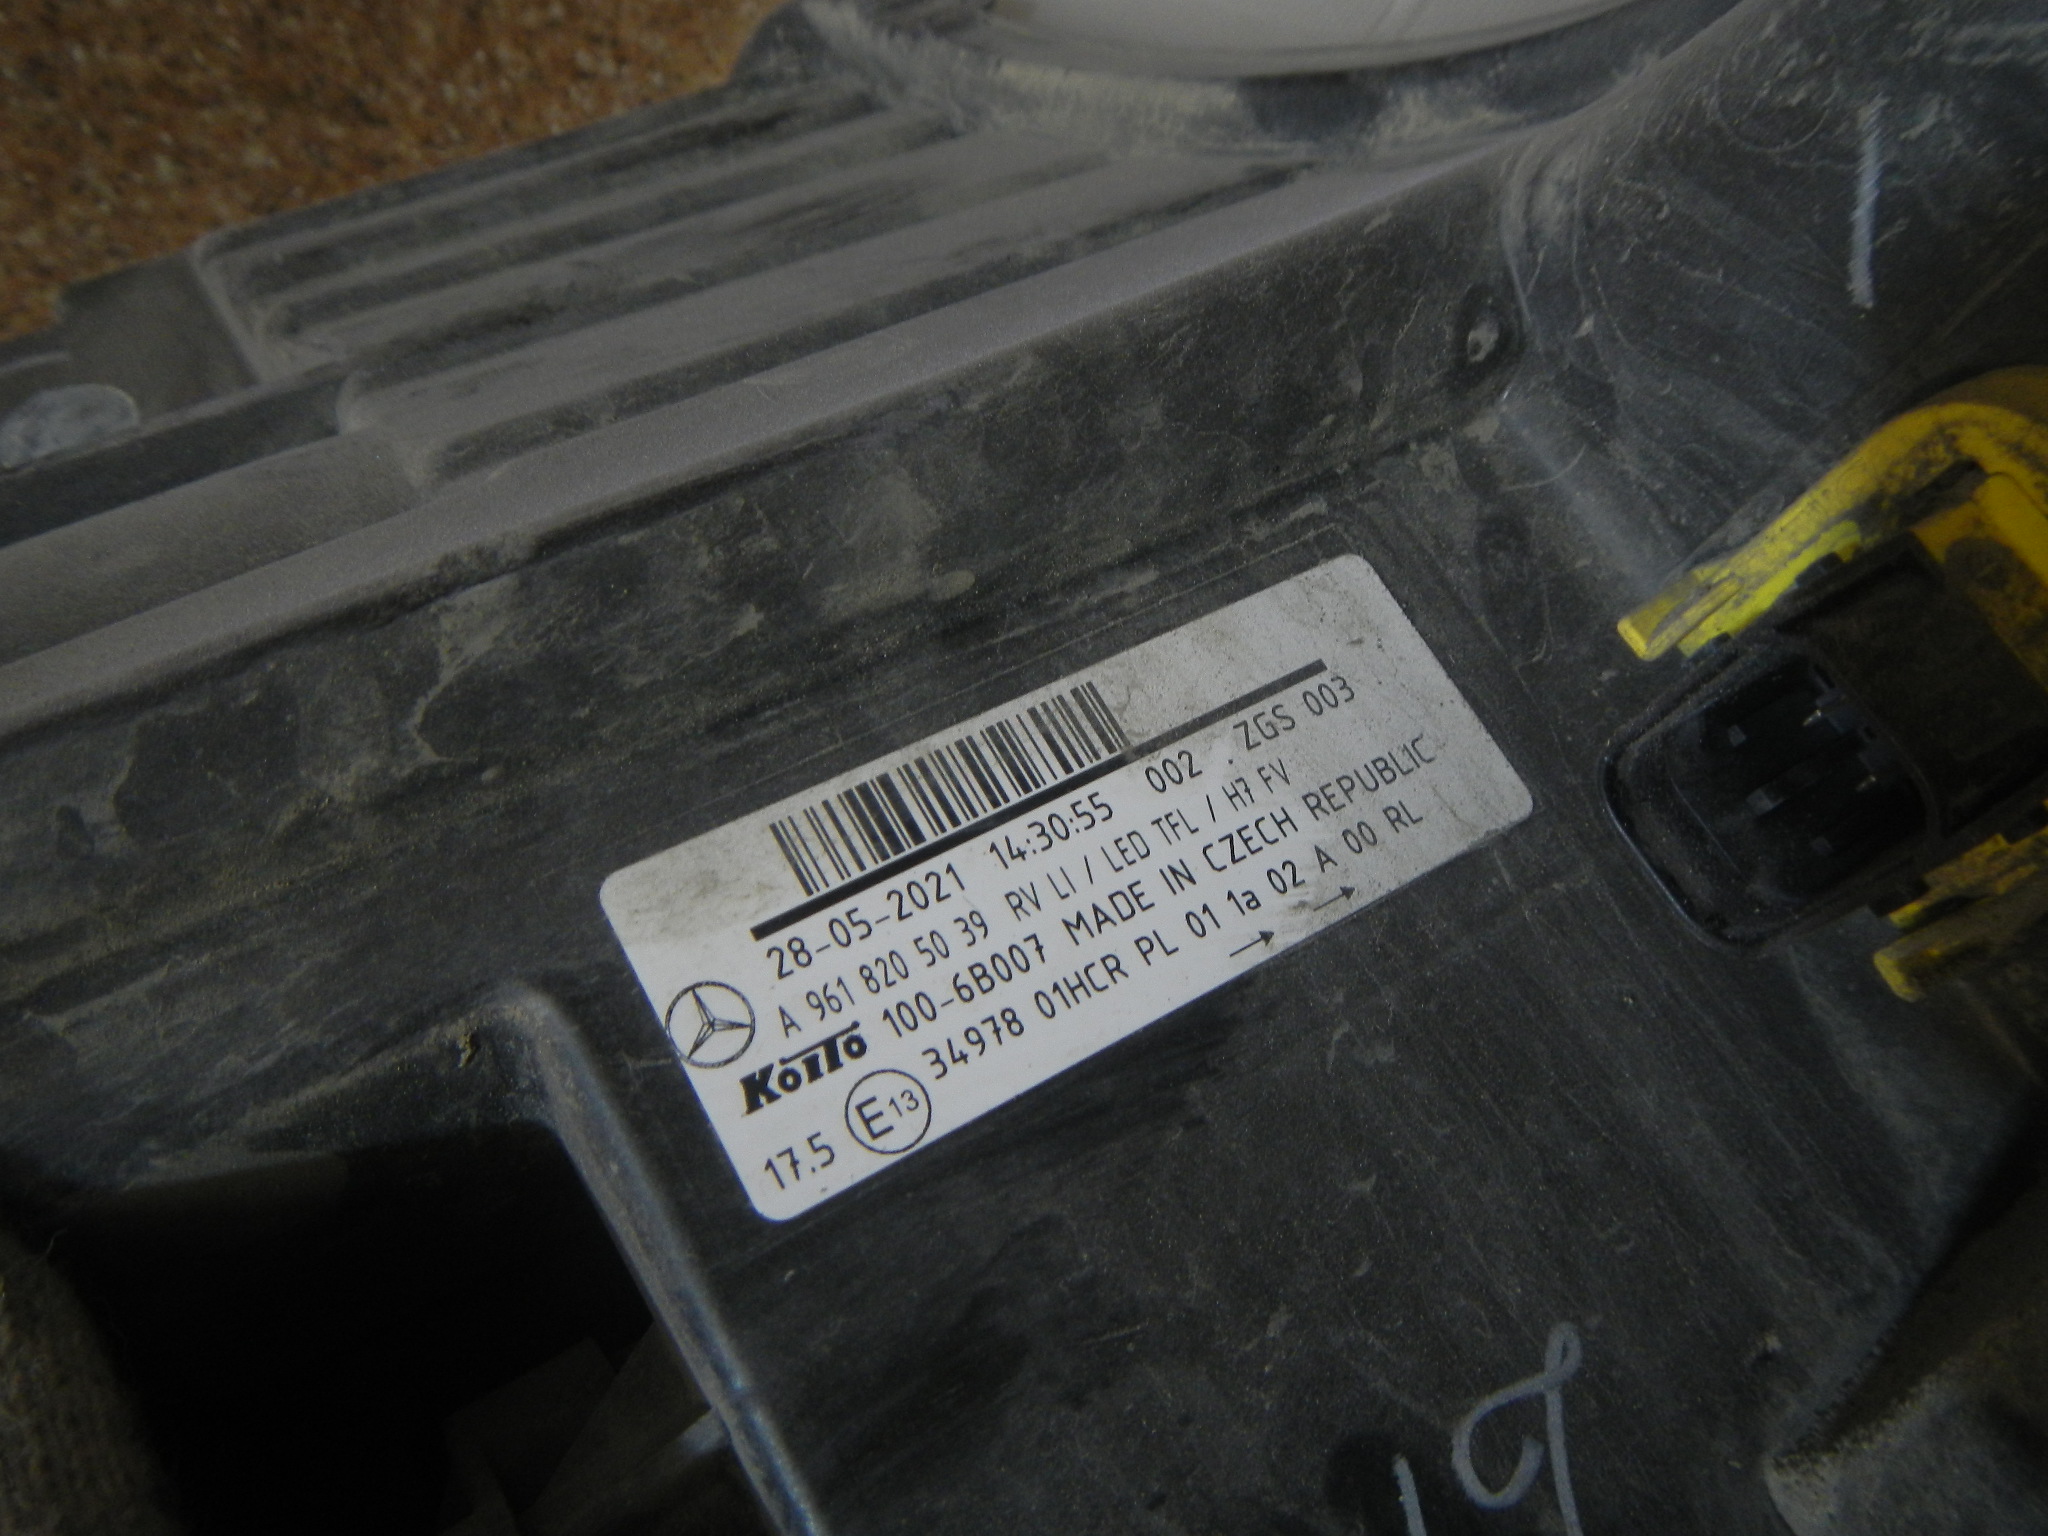 28-05-2021 14:30:55 002 ZGS 003
A 961 820 50 39 RV LI / LED TFL / H7 FV
KOITO 100-6B007 MADE IN CZECH REPUBLIC
17.5 E13 34978 01HCR PL 01 1a 02 A 00 RL
→ →
19